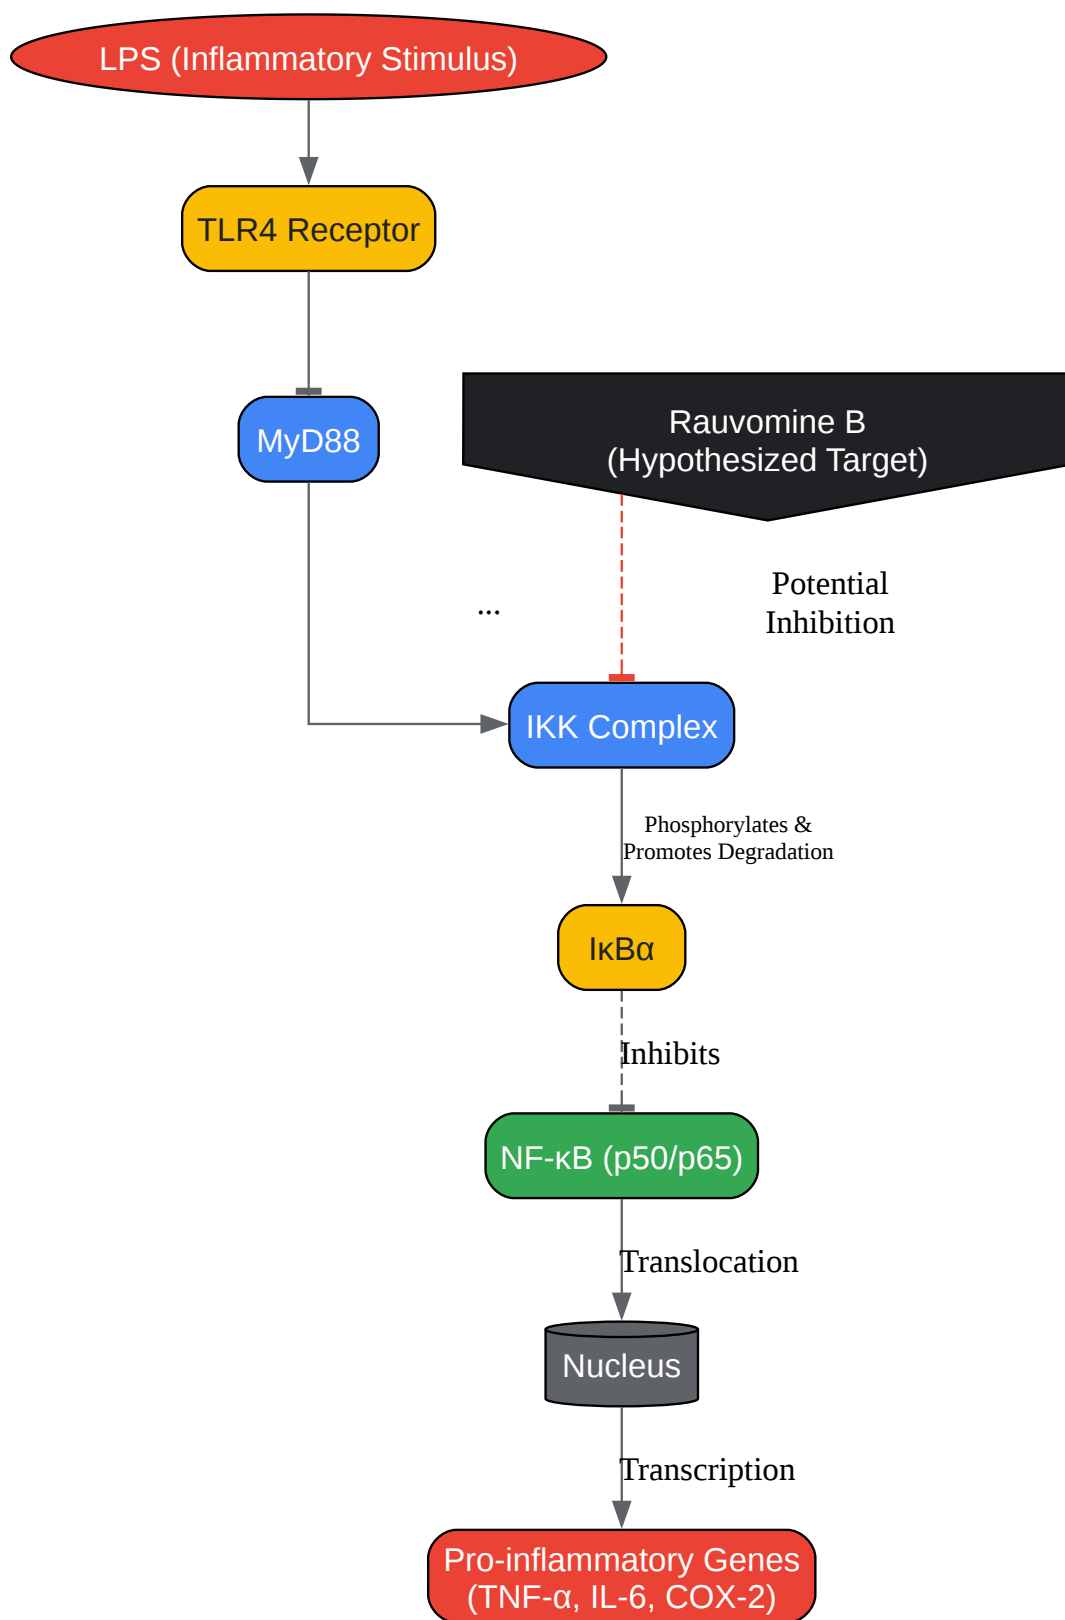 LPS (Inflammatory Stimulus)
TLR4 Receptor
MyD88
Rauvomine B
(Hypothesized Target)
...
Potential
Inhibition
IKK Complex
Phosphorylates &
Promotes Degradation
IκBα
Inhibits
NF-κB (p50/p65)
Translocation
Nucleus
Transcription
Pro-inflammatory Genes
(TNF-α, IL-6, COX-2)